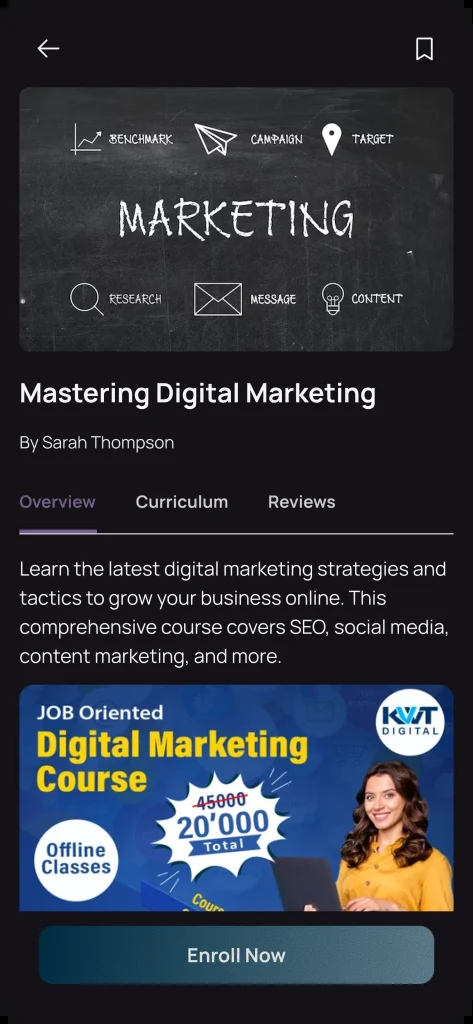 BENCHMARK
CAMPAIGN
TARGET
MARKETING
RESEARCH
MESSAGE
CONTENT
Mastering Digital Marketing
By Sarah Thompson
Overview
Curriculum
Reviews
Learn the latest digital marketing strategies and
tactics to grow your business online. This
comprehensive course covers SEO, social media,
content marketing, and more.
JOB Oriented
KWT
DIGITAL
Digital Marketing
Course
45000
20'000
Total
Offline
Classes
Enroll Now